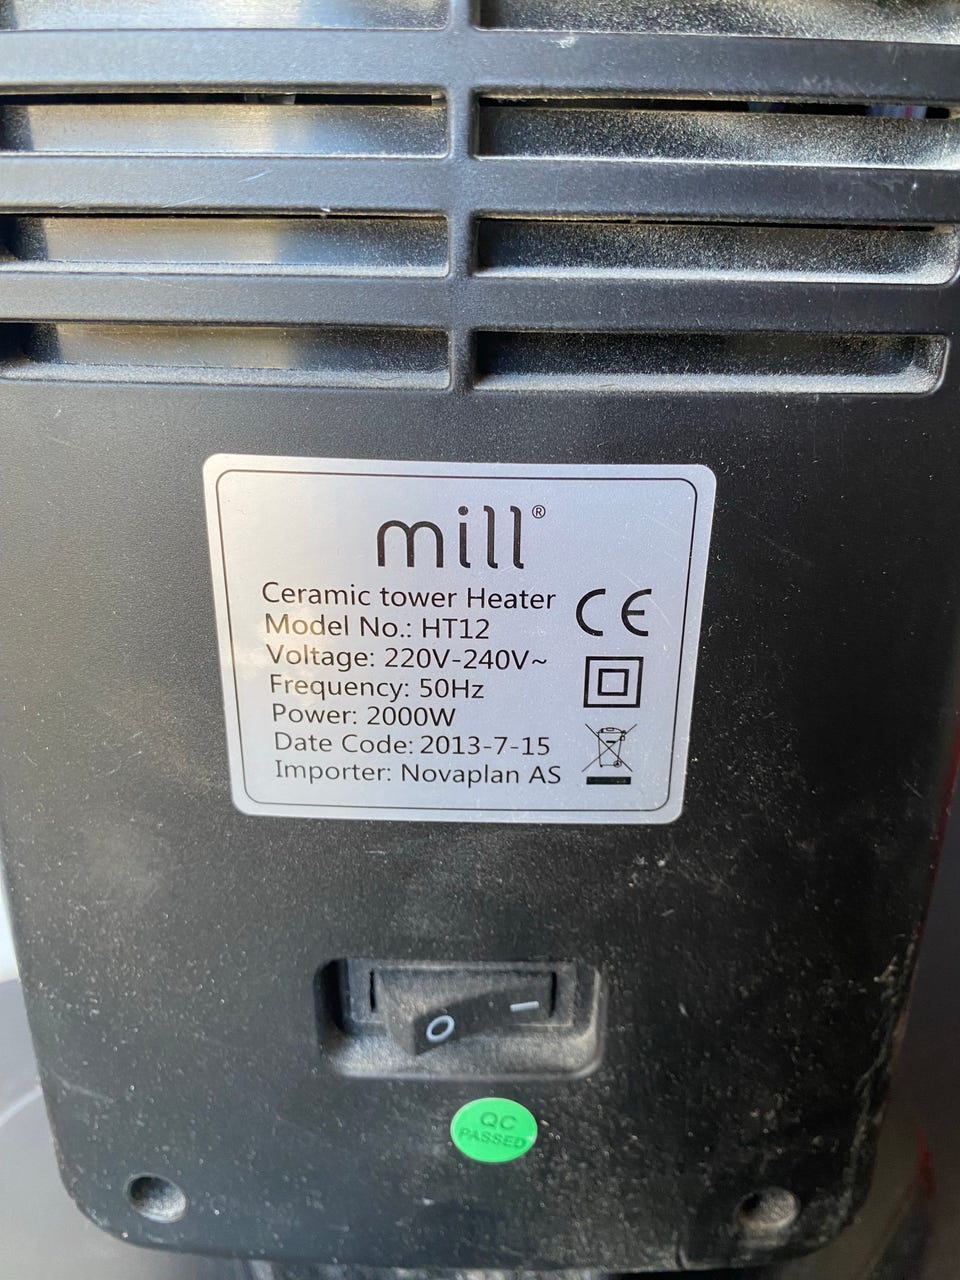 mill®
Ceramic tower Heater
Model No.: HT12
Voltage: 220V-240V~
Frequency: 50Hz
Power: 2000W
Date Code: 2013-7-15
Importer: Novaplan AS
CE
O –
QC
PASSED